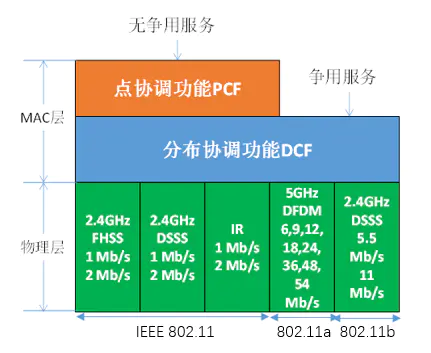 无争用服务
争用服务
点协调功能PCF
MAC层
分布协调功能DCF
物理层
2.4GHz
FHSS
1 Mb/s
2 Mb/s
2.4GHz
DSSS
1 Mb/s
2 Mb/s
IR
1 Mb/s
2 Mb/s
5GHz
DFDM
6,9,12,
18,24,
36,48,
54
Mb/s
2.4GHz
DSSS
5.5
Mb/s
11
Mb/s
IEEE 802.11
802.11a
802.11b